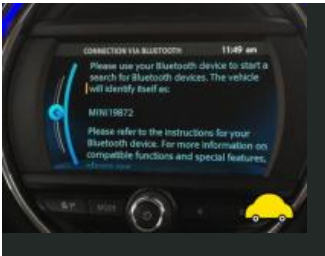 CONNECTION VIA BLUETOOTH 11:49 am
Please use your Bluetooth device to start a
search for Bluetooth devices. The vehicle
will identify itself as:
MINI19872
Please refer to the instructions for your
Bluetooth device. For more information on
compatible functions and special features,
MODE